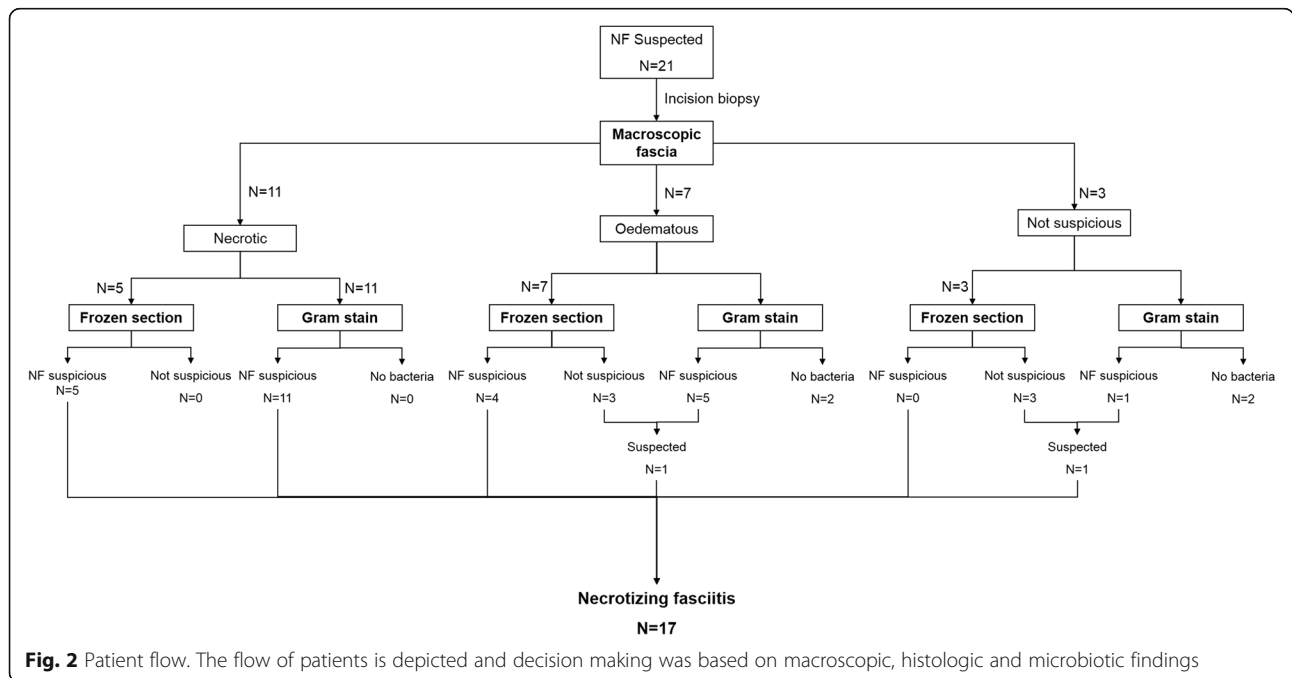 NF Suspected
N=21
Incision biopsy
Macroscopic
fascia
N=11
N=7
N=3
Necrotic
Oedematous
Not suspicious
N=5
N=11
N=7
N=3
Frozen section
Gram stain
Frozen section
Gram stain
Frozen section
Gram stain
NF suspicious
N=5
Not suspicious
N=0
NF suspicious
N=11
No bacteria
N=0
NF suspicious
N=4
Not suspicious
N=3
NF suspicious
N=5
No bacteria
N=2
NF suspicious
N=0
Not suspicious
N=3
NF suspicious
N=1
No bacteria
N=2
Suspected
N=1
Suspected
N=1
Necrotizing fasciitis
N=17
Fig. 2 Patient flow. The flow of patients is depicted and decision making was based on macroscopic, histologic and microbiotic findings